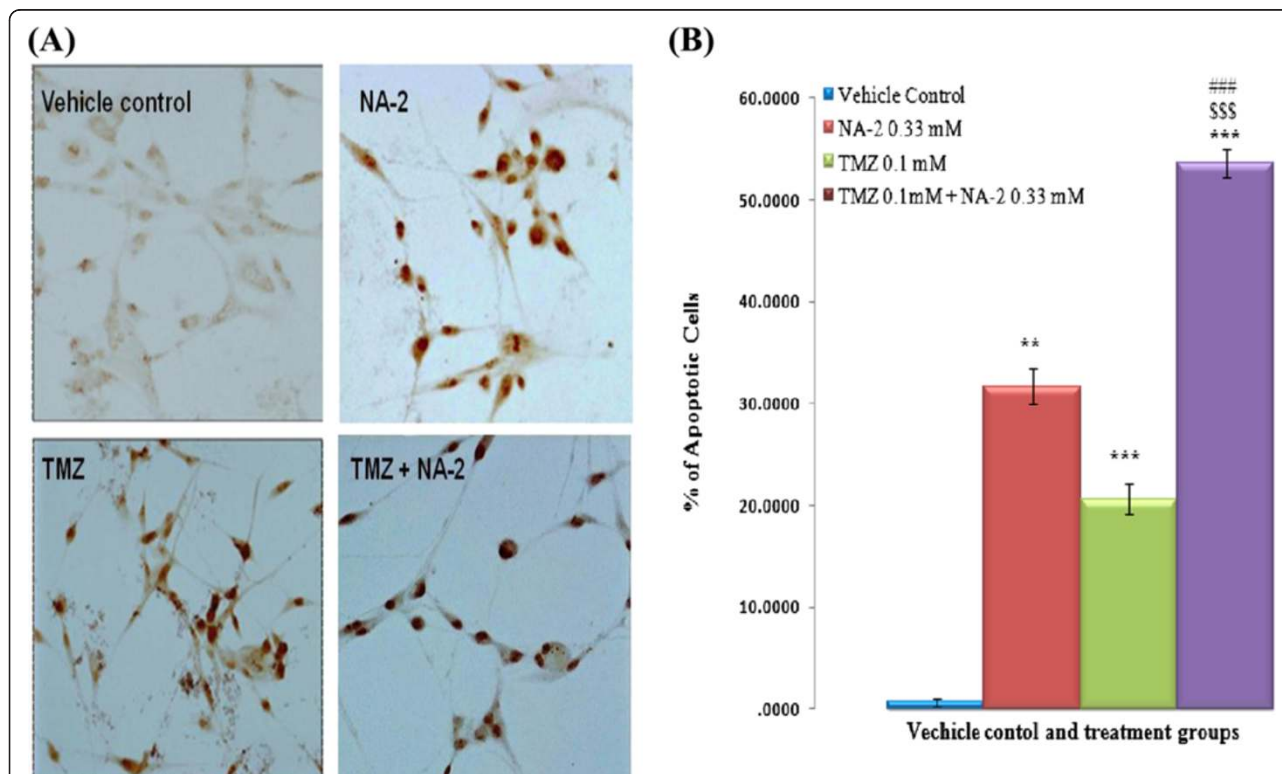 (A)
Vehicle control
NA-2
TMZ
TMZ + NA-2
(B)
% of Apoptotic Cells
60.0000
50.0000
40.0000
30.0000
20.0000
10.0000
.0000
Vehicle Control
NA-2 0.33 mM
TMZ 0.1 mM
TMZ 0.1mM + NA-2 0.33 mM
**
***
###
$$$
***
Vechicle contol and treatment groups